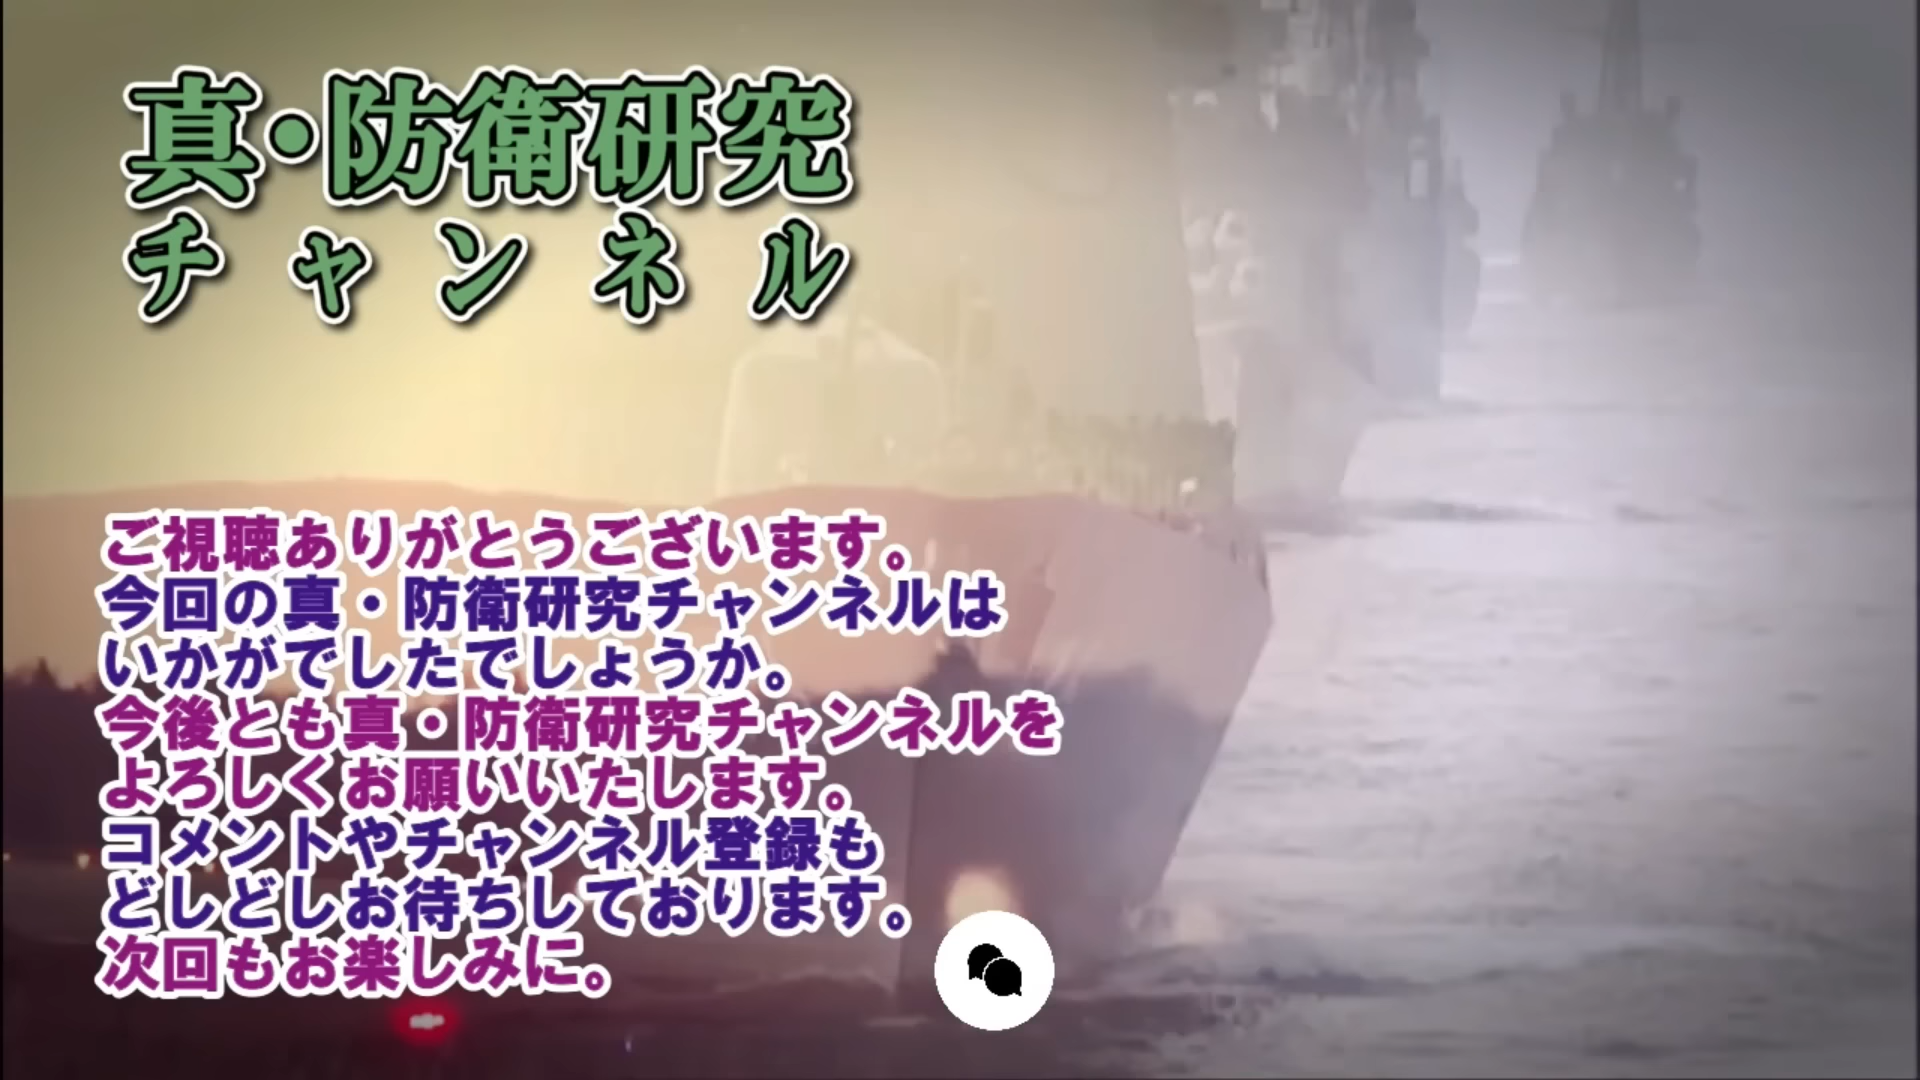 真・防衛研究
チャンネル
ご視聴ありがとうございます。
今回の真・防衛研究チャンネルは
いかがでしたでしょうか。
今後とも真・防衛研究チャンネルを
よろしくお願いいたします。
コメントやチャンネル登録も
どしどしお待ちしております。
次回もお楽しみに。